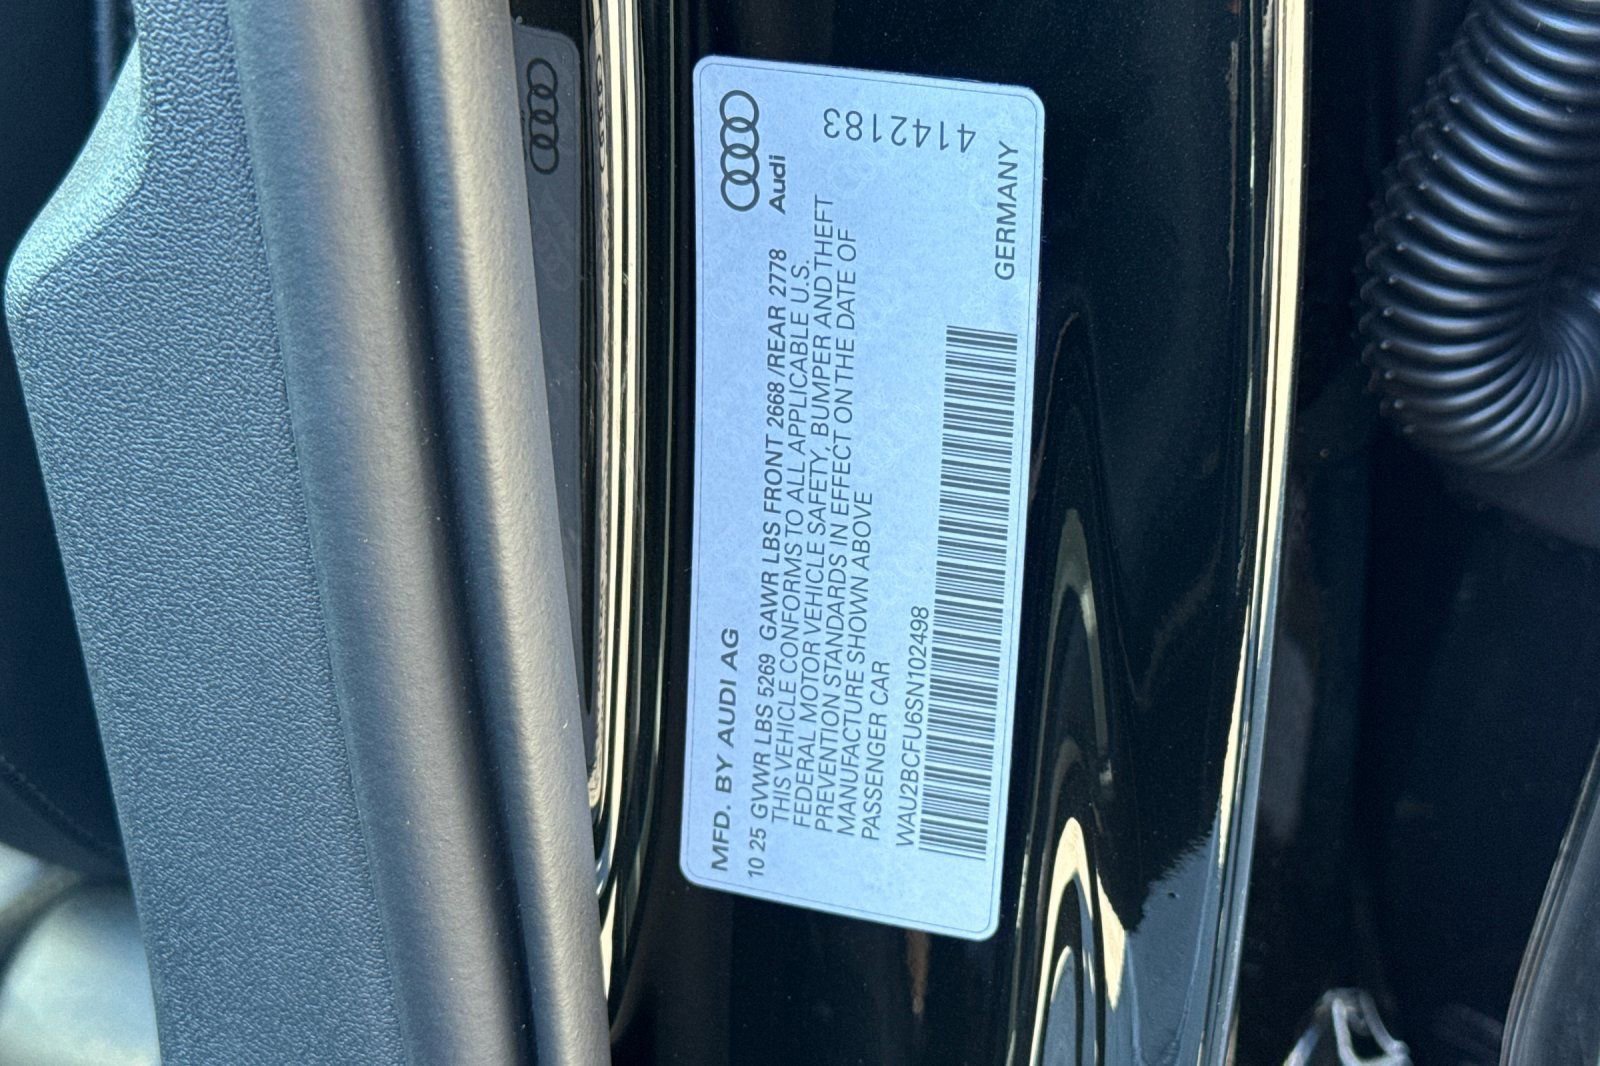 MFD. BY AUDI AG
Audi
10 25 GVWR LBS 5269 GAWR LBS FRONT 2668/REAR 2778
THIS VEHICLE CONFORMS TO ALL APPLICABLE U.S.
FEDERAL MOTOR VEHICLE SAFETY, BUMPER AND THEFT
PREVENTION STANDARDS IN EFFECT ON THE DATE OF
MANUFACTURE SHOWN ABOVE
PASSENGER CAR
4142183
WAU2BCFU6SN102498
GERMANY